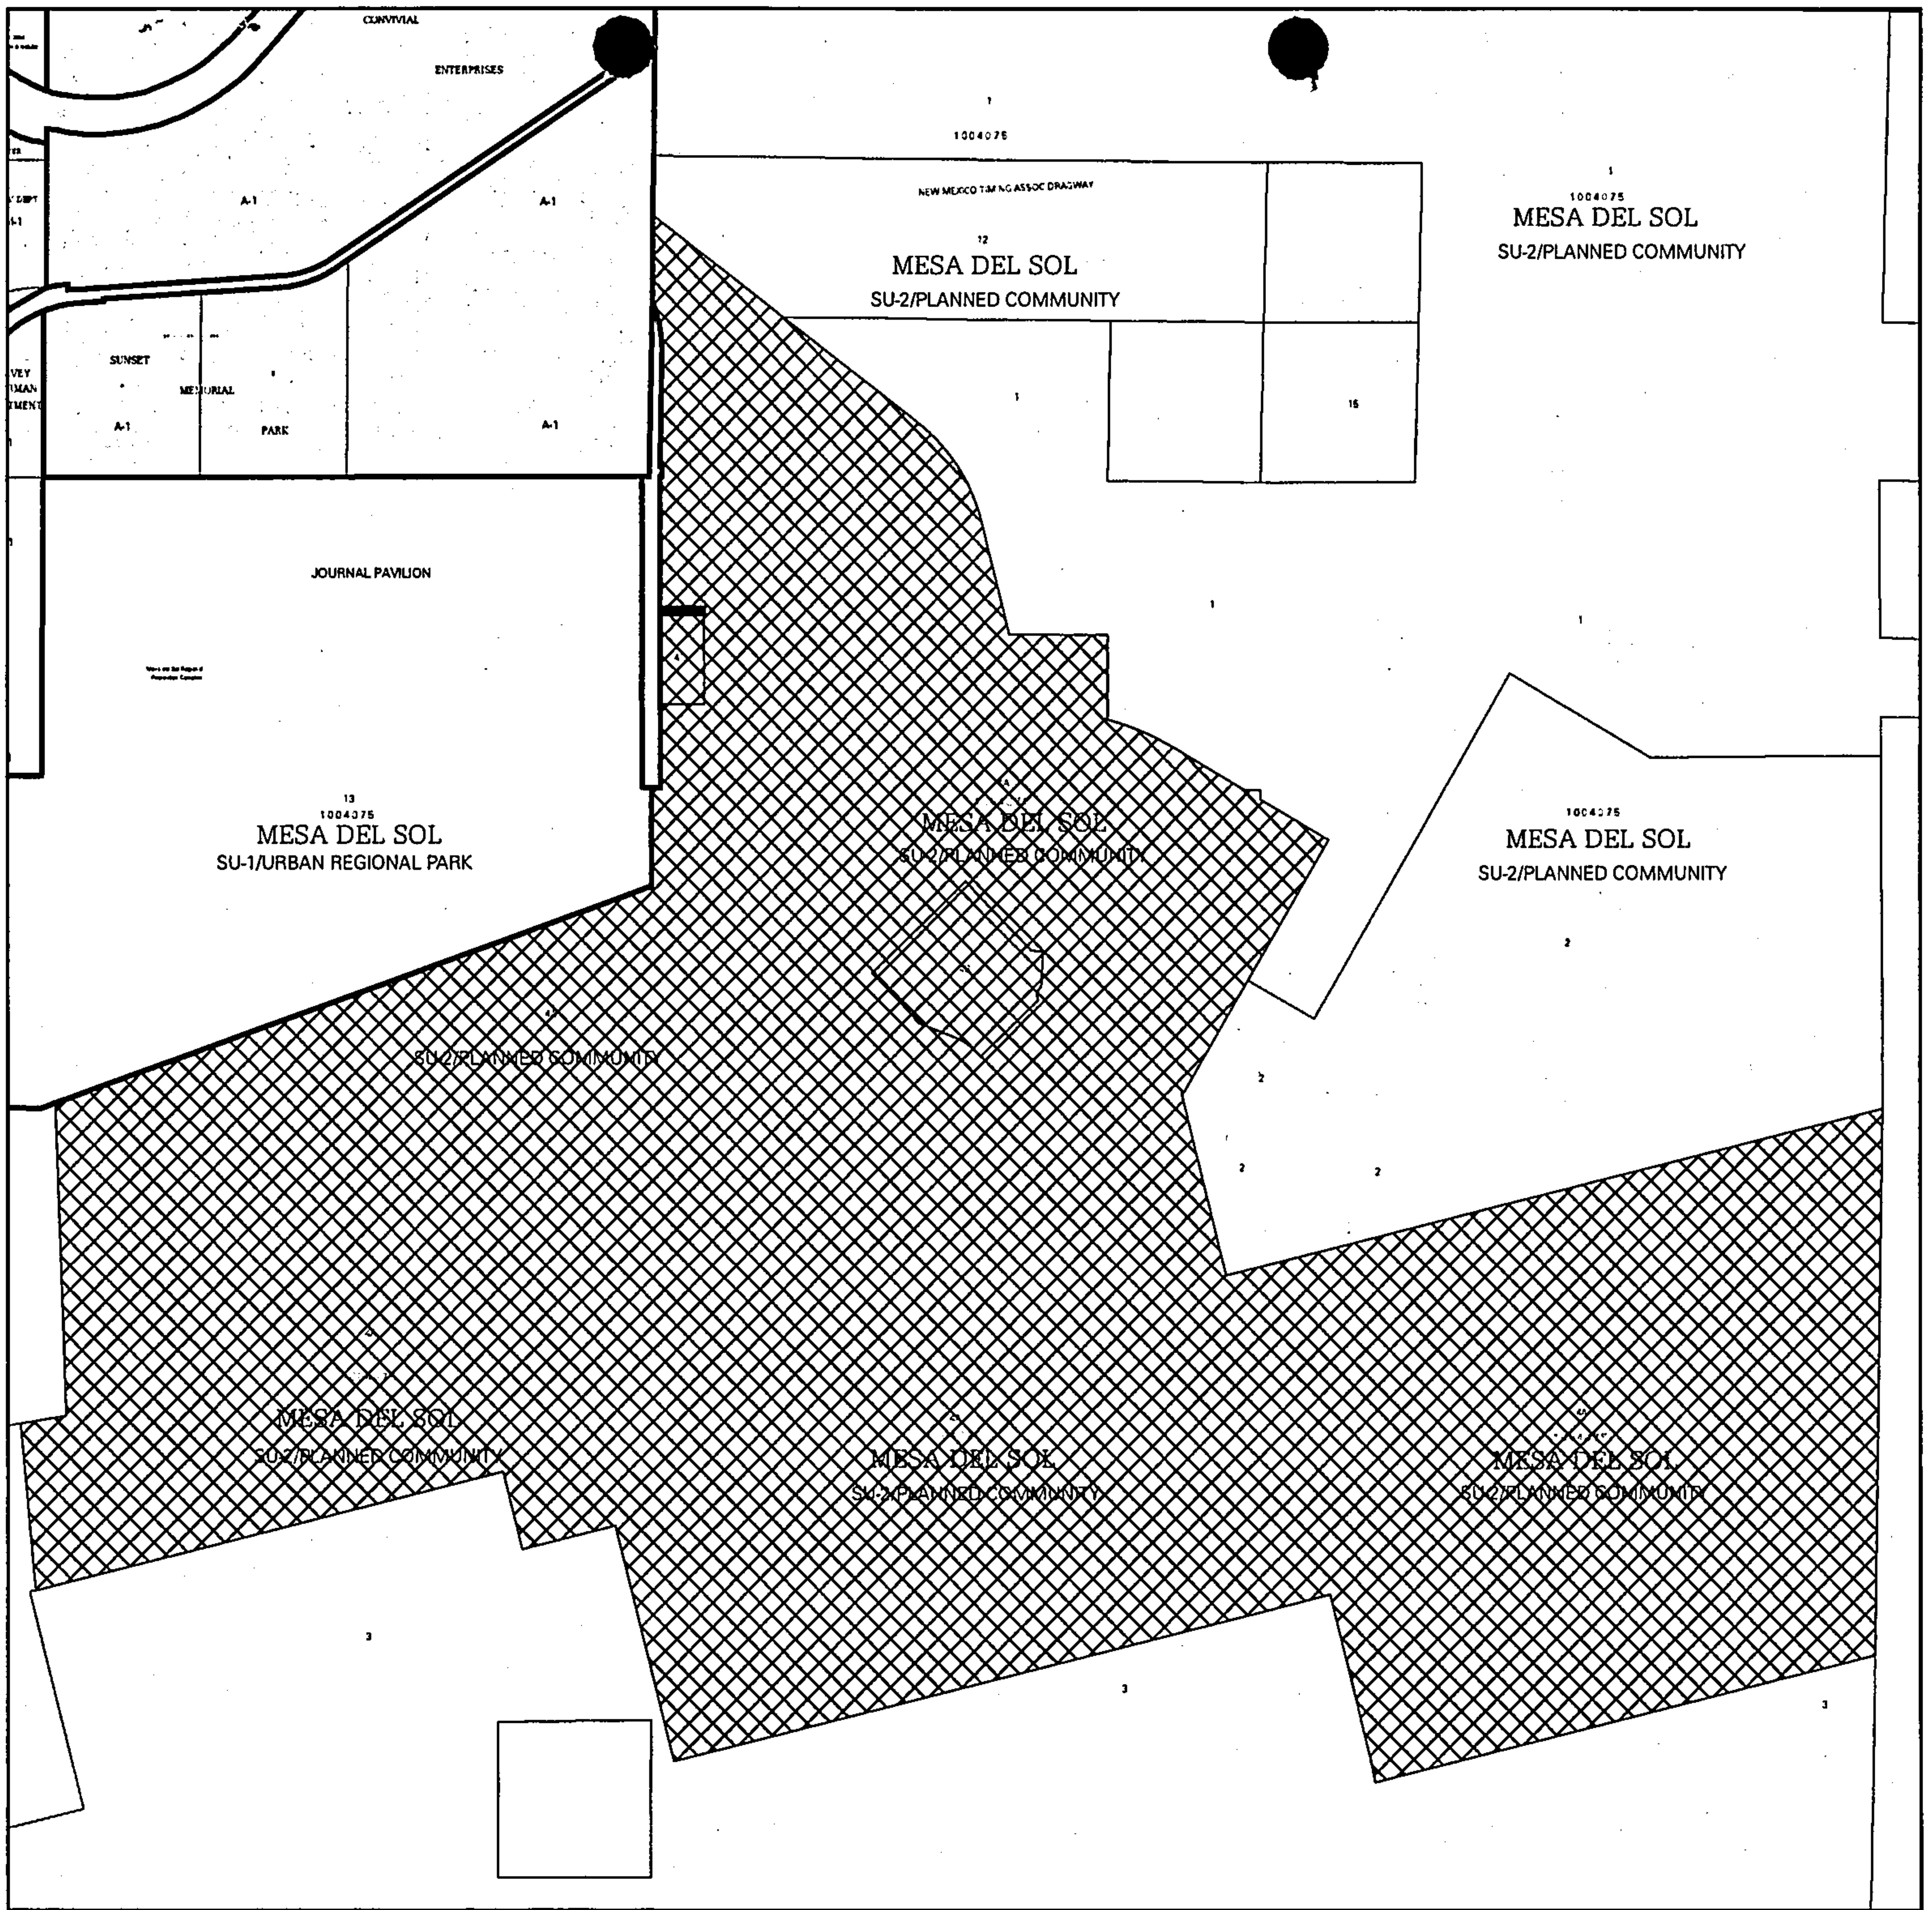 CONVIVIAL
ENTERPRISES
1
1004075
NEW MEXICO TIMING ASSOC DRAGWAY
12
MESA DEL SOL
SU-2/PLANNED COMMUNITY
1
1004075
MESA DEL SOL
SU-2/PLANNED COMMUNITY
A-1
A-1
SUNSET
MEMORIAL
PARK
A-1
A-1
1
16
JOURNAL PAVILION
1
1
4
13
1004075
MESA DEL SOL
SU-1/URBAN REGIONAL PARK
MESA DEL SOL
SU-2/PLANNED COMMUNITY
1004075
MESA DEL SOL
SU-2/PLANNED COMMUNITY
2
SU-2/PLANNED COMMUNITY
2
2
2
MESA DEL SOL
SU-2/PLANNED COMMUNITY
MESA DEL SOL
SU-2/PLANNED COMMUNITY
4A
MESA DEL SOL
SU-2/PLANNED COMMUNITY
3
3
3